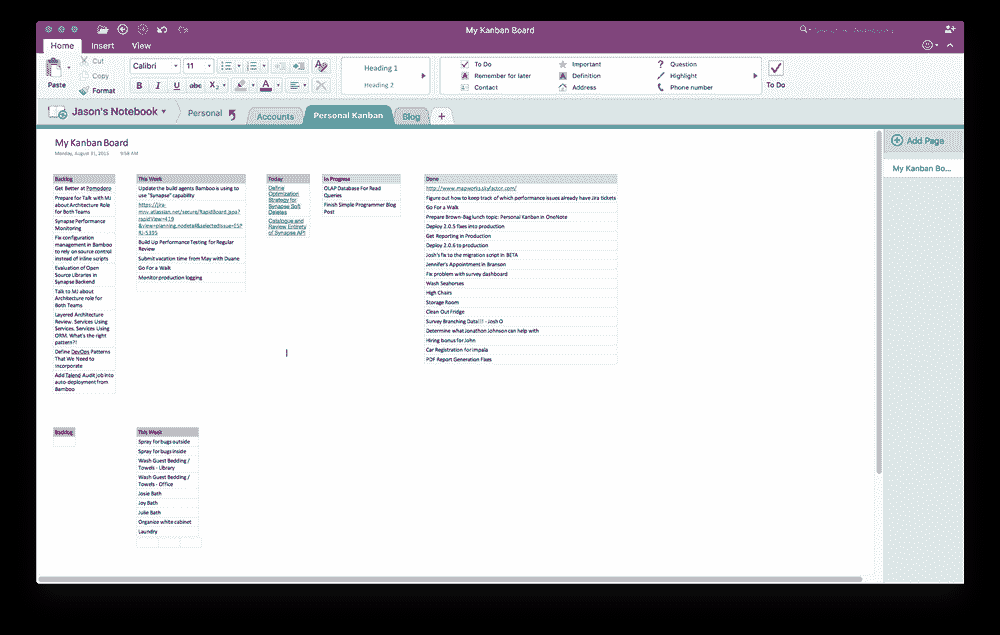 My Kanban Board
Home Insert View
Paste
Cut
Copy
Format
Calibri 11
B I U abc X2 A
Heading 1
Heading 2
To Do
Remember for later
Contact
Important
Definition
Address
Question
Highlight
Phone number
To Do
Jason's Notebook
Personal
Accounts
Personal Kanban
Blog
+
Add Page
My Kanban Bo...
My Kanban Board
Monday, August 31, 2015 9:58 AM
Backlog
Get Better at Pomodoro
Prepare for Talk with MJ
about Architecture Role
for Both Teams
Synapse Performance
Monitoring
Fix configuration
management in Bamboo
to rely on source control
instead of inline scripts
Evaluation of Open
Source Libraries in
Synapse Backend
Talk to MJ about
Architecture role for
Both Teams
Layered Architecture
Review. Services Using
Services. Services Using
ORM. What's the right
pattern?!
Define DevOps Patterns
That We Need to
Incorporate
Add Talend Audit Job into
auto-deployment from
Bamboo
This Week
Update the build agents Bamboo is using to
use "Synapse" capability
https://jira-
mvy.atlassian.net/secure/RapidBoard.jspa?
rapidView=419
&view=planning.nodetail&selectedIssue=ESP
Build Up Performance Testing for Regular
Review
Submit vacation time from May with Duane
Go For a Walk
Monitor production logging
Today
Define
Optimization
Strategy for
Synapse Soft
Deletes
Catalogue and
Review Entirety
of Synapse API
In Progress
OLAP Database For Read
Queries
Finish Simple Programmer Blog
Post
Done
http://www.mapworks.skyfactor.com/
Figure out how to keep track of which performance issues already have Jira tickets
Go For a Walk
Prepare Brown-Bag lunch topic: Personal Kanban in OneNote
Deploy 2.0.5 fixes into production
Get Reporting in Production
Deploy 2.0.6 to production
Josh's fix to the migration script in BETA
Jennifer's Appointment in Branson
Fix problem with survey dashboard
Wash Seahorses
High Chairs
Storage Room
Clean Out Fridge
Survey Branching Data - Josh O
Determine what Jonathon Johnson can help with
Hiring bonus for John
Car Registration for Impala
PDF Report Generation Fixes
Backlog
This Week
Spray for bugs outside
Spray for bugs inside
Wash Guest Bedding /
Towels - Library
Wash Guest Bedding /
Towels - Office
Josie Bath
Joy Bath
Julie Bath
Organize white cabinet
Laundry